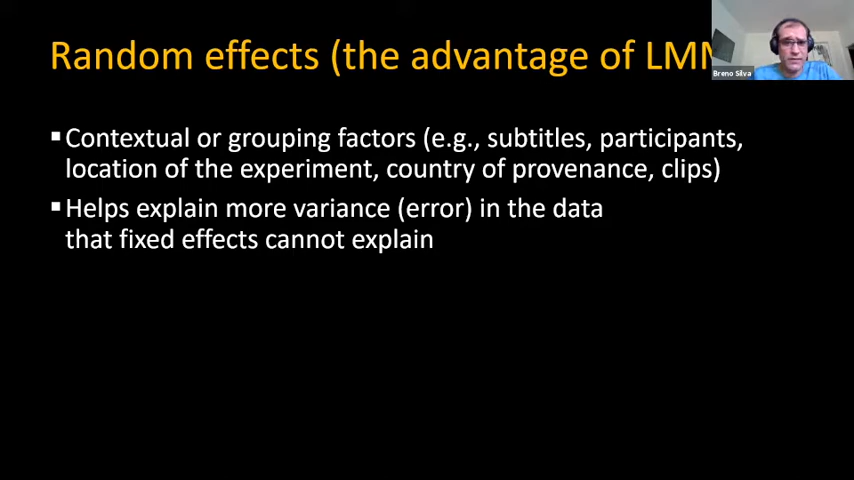 Random effects (the advantage of LMM
Breno Silva
▪Contextual or grouping factors (e.g., subtitles, participants,
location of the experiment, country of provenance, clips)
▪Helps explain more variance (error) in the data
that fixed effects cannot explain